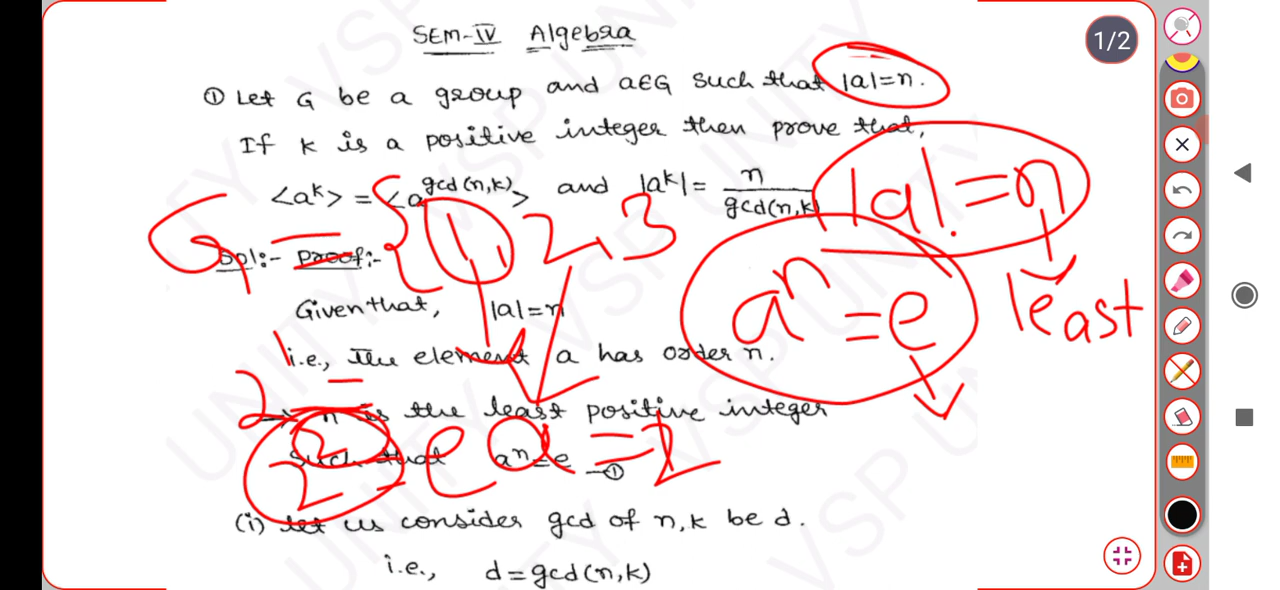 SEM-IV Algebra
1/2
① Let G be a group and a∈G such that |a|=n.
If k is a positive integer then prove that,
<a^k> = <a^gcd(n,k)> and |a^k| = n/gcd(n,k)
|a|=n
G = { 1, 2, 3
Sol:- Proof:-
least
a^n = e
Given that, |a|=n
i.e., The element a has order n.
→ n is the least positive integer
such that a^n=e —①
2² = e a = 2
(i) let us consider gcd of n,k be d.
i.e., d=gcd(n,k)